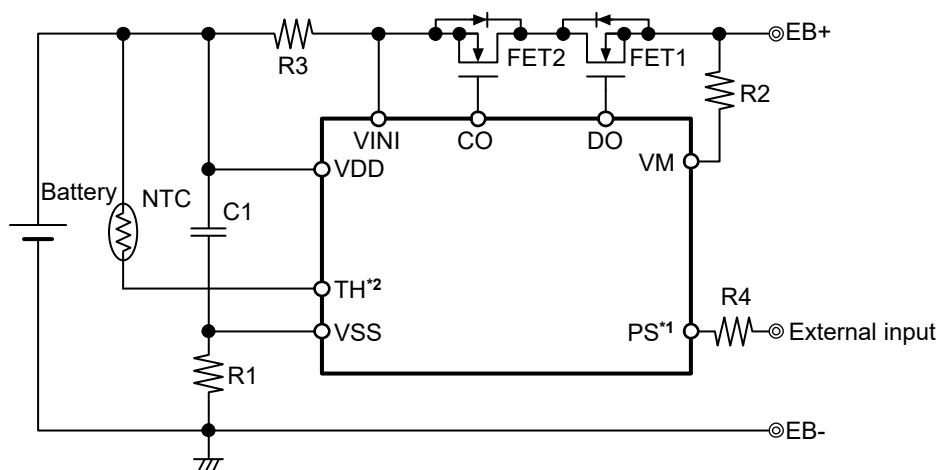 EB+
R3
FET2
FET1
R2
VINI
CO
DO
VDD
VM
Battery
NTC
C1
TH*2
R4
VSS
PS*1
External input
R1
EB-